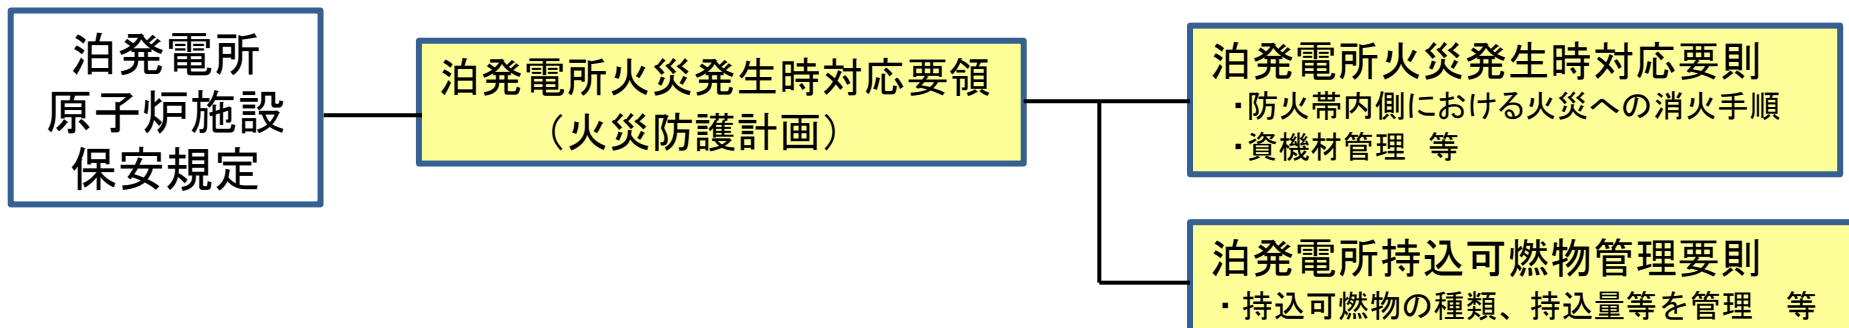 泊発電所
原子炉施設
保安規定
泊発電所火災発生時対応要領
（火災防護計画）
泊発電所火災発生時対応要則
・防火帯内側における火災への消火手順
・資機材管理　等
泊発電所持込可燃物管理要則
・持込可燃物の種類、持込量等を管理　等